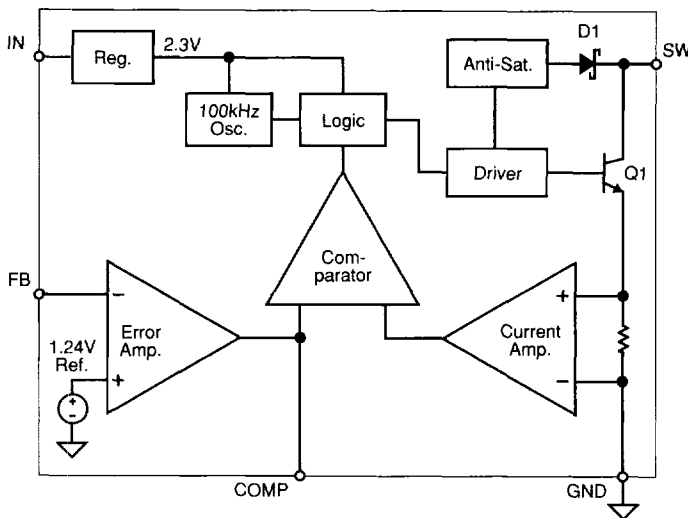 D1
IN
Reg.
2.3V
Anti-Sat.
SW
100kHz
Osc.
Logic
Driver
Q1
Com-
parator
FB
−
Error
Amp.
+
1.24V
Ref.
+
−
+
Current
Amp.
−
COMP
GND